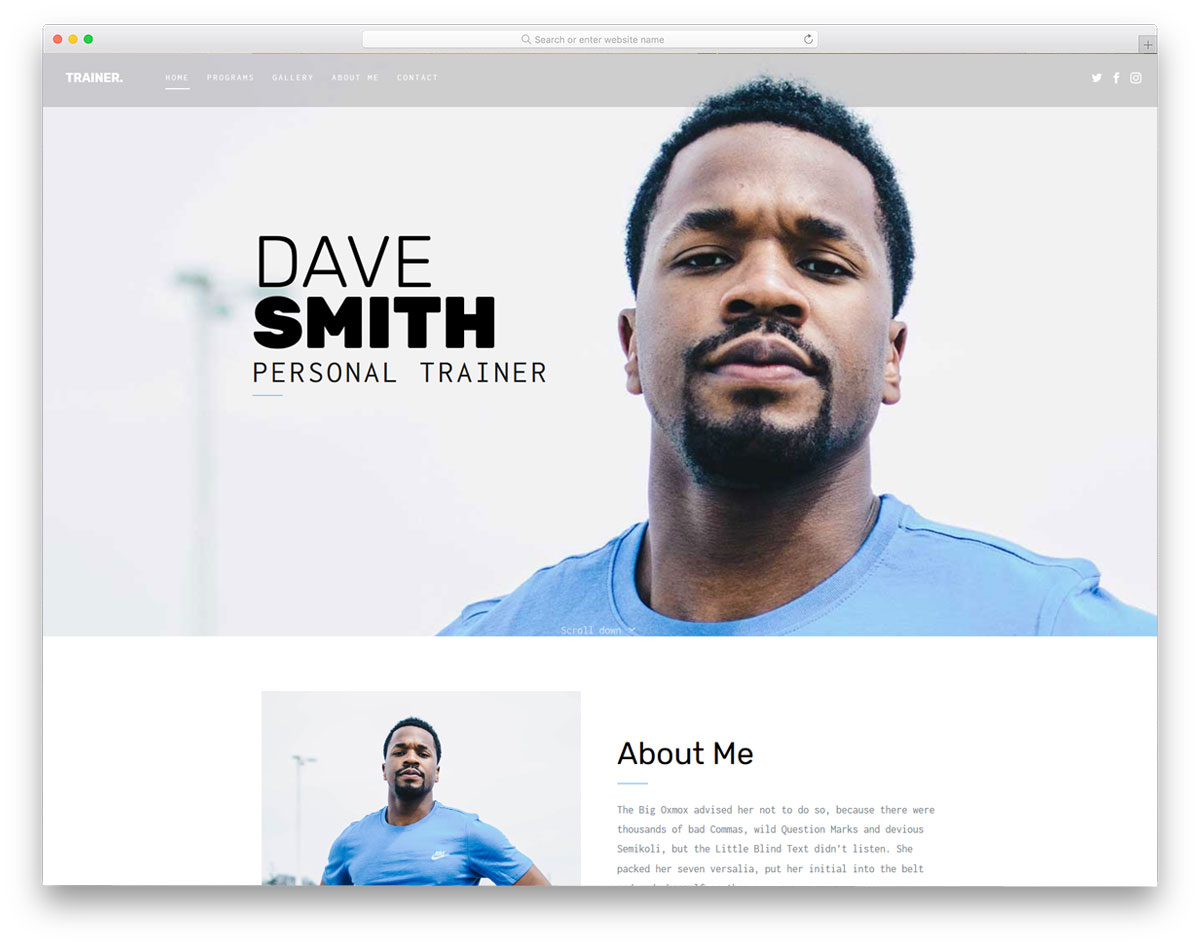 Search or enter website name
TRAINER.
HOME
PROGRAMS
GALLERY
ABOUT ME
CONTACT
DAVE
SMITH
PERSONAL TRAINER
Scroll down
About Me
The Big Oxmox advised her not to do so, because there were
thousands of bad Commas, wild Question Marks and devious
Semikoli, but the Little Blind Text didn't listen. She
packed her seven versalia, put her initial into the belt